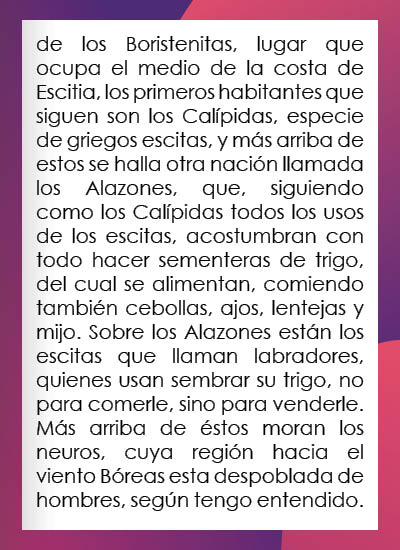 de los Boristenitas, lugar que
ocupa el medio de la costa de
Escitia, los primeros habitantes que
siguen son los Calípidas, especie
de griegos escitas, y más arriba de
estos se halla otra nación llamada
los Alazones, que, siguiendo
como los Calípidas todos los usos
de los escitas, acostumbran con
todo hacer sementeras de trigo,
del cual se alimentan, comiendo
también cebollas, ajos, lentejas y
mijo. Sobre los Alazones están los
escitas que llaman labradores,
quienes usan sembrar su trigo, no
para comerle, sino para venderle.
Más arriba de éstos moran los
neuros, cuya región hacia el
viento Bóreas esta despoblada de
hombres, según tengo entendido.